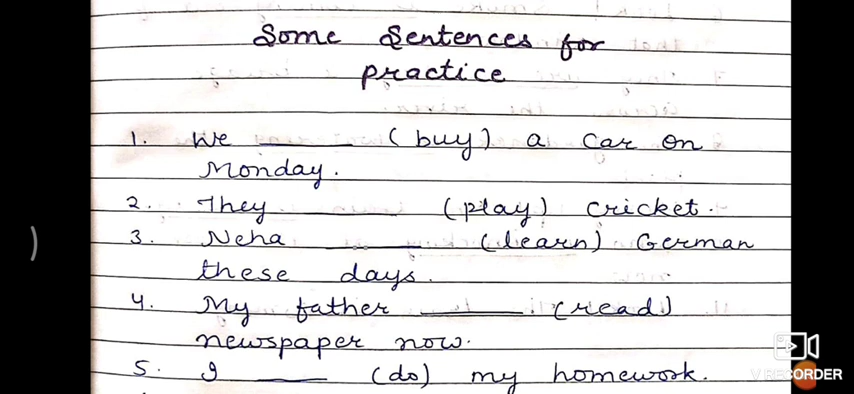 Some Sentences for
practice
1. We ______ (buy) a car on
Monday.
2. They ______ (play) cricket.
3. Neha ______ (learn) German
these days.
4. My father ______. (read)
newspaper now.
5. I ______ (do) my homework.
V RECORDER